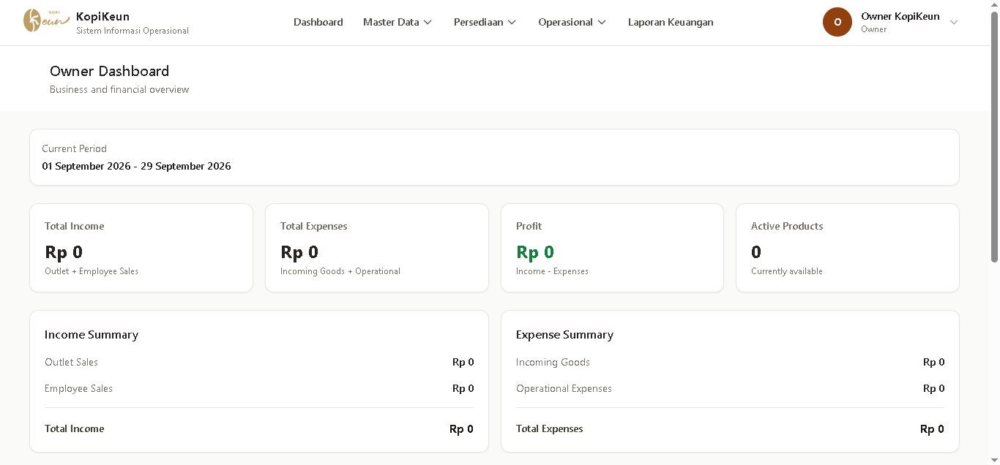 KOPI
Keun
KopiKeun
Sistem Informasi Operasional
Dashboard
Master Data
Persediaan
Operasional
Laporan Keuangan
O
Owner KopiKeun
Owner
Owner Dashboard
Business and financial overview
Current Period
01 September 2026 - 29 September 2026
Total Income
Rp 0
Outlet + Employee Sales
Total Expenses
Rp 0
Incoming Goods + Operational
Profit
Rp 0
Income - Expenses
Active Products
0
Currently available
Income Summary
Outlet Sales Rp 0
Employee Sales Rp 0
Total Income Rp 0
Expense Summary
Incoming Goods Rp 0
Operational Expenses Rp 0
Total Expenses Rp 0